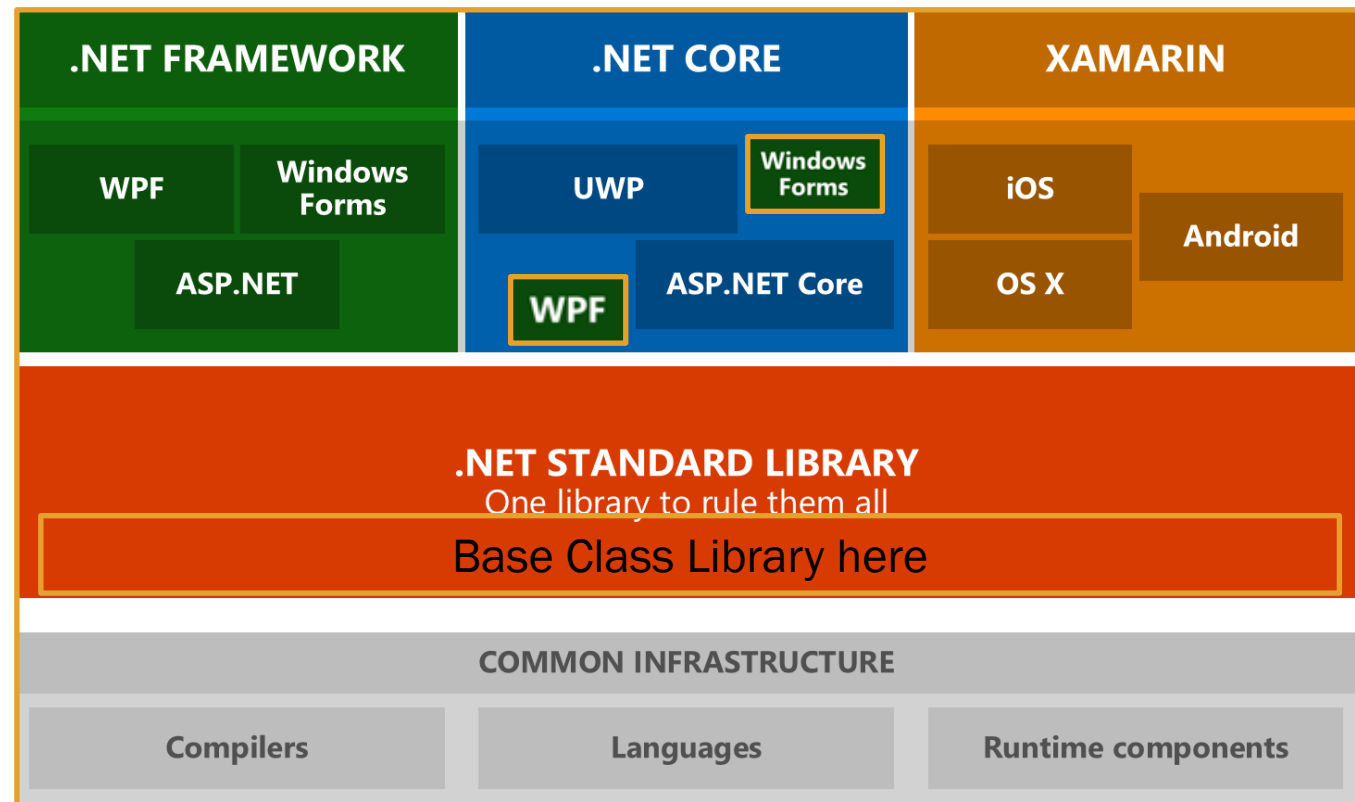 .NET FRAMEWORK
.NET CORE
XAMARIN
WPF
Windows
Forms
ASP.NET
UWP
Windows
Forms
WPF
ASP.NET Core
iOS
Android
OS X
.NET STANDARD LIBRARY
One library to rule them all
Base Class Library here
COMMON INFRASTRUCTURE
Compilers
Languages
Runtime components